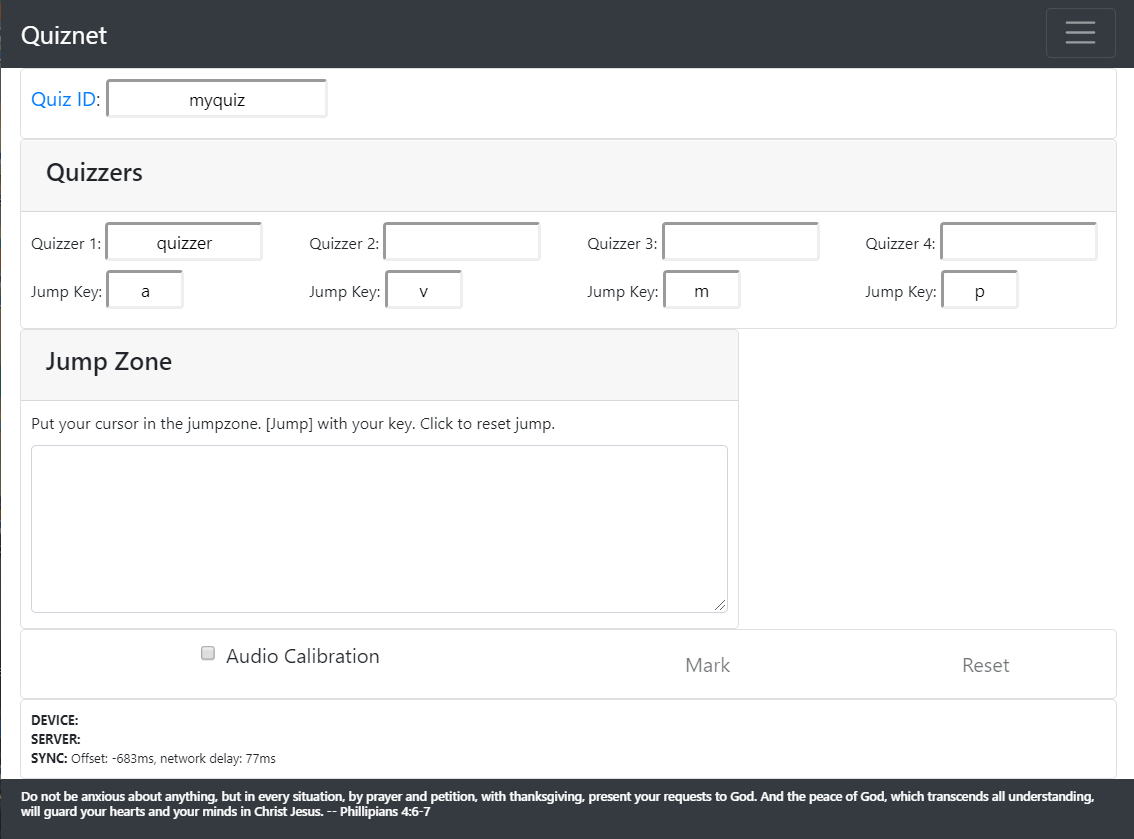 Quiznet
Quiz ID: myquiz
Quizzers
Quizzer 1: quizzer Quizzer 2: Quizzer 3: Quizzer 4:
Jump Key: a Jump Key: v Jump Key: m Jump Key: p
Jump Zone
Put your cursor in the jumpzone. [Jump] with your key. Click to reset jump.
Audio Calibration Mark Reset
DEVICE:
SERVER:
SYNC: Offset: -683ms, network delay: 77ms
Do not be anxious about anything, but in every situation, by prayer and petition, with thanksgiving, present your requests to God. And the peace of God, which transcends all understanding,
will guard your hearts and your minds in Christ Jesus. -- Phillipians 4:6-7